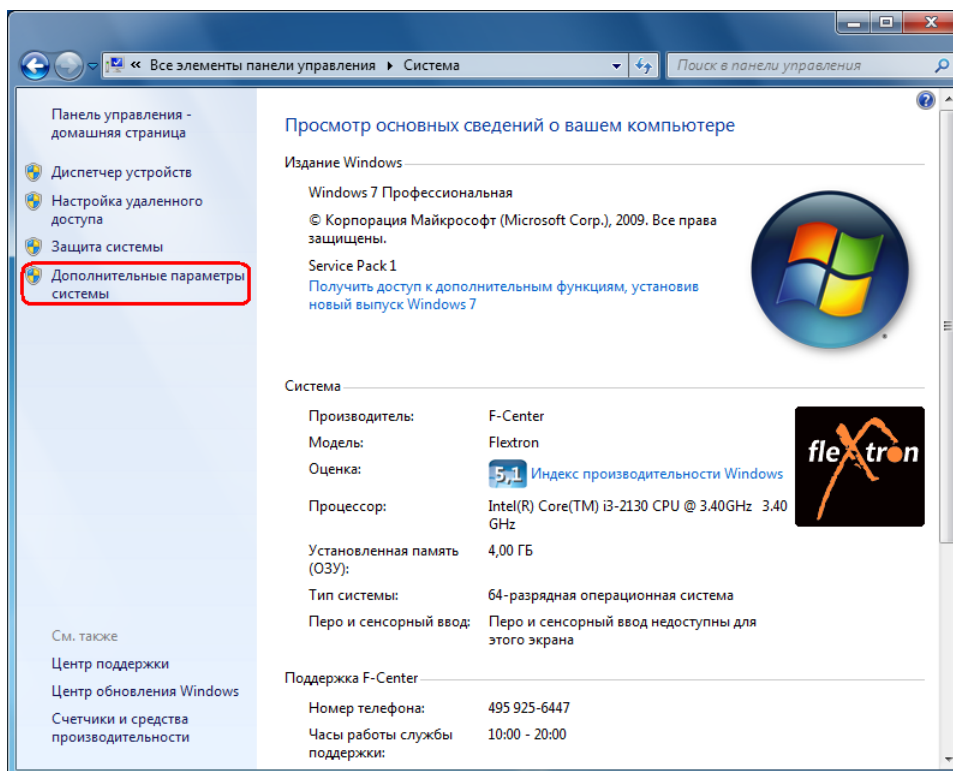 « Все элементы панели управления ▸ Система
Поиск в панели управления
Панель управления -
домашняя страница
Диспетчер устройств
Настройка удаленного
доступа
Защита системы
Дополнительные параметры
системы
См. также
Центр поддержки
Центр обновления Windows
Счетчики и средства
производительности
Просмотр основных сведений о вашем компьютере
Издание Windows
Windows 7 Профессиональная
© Корпорация Майкрософт (Microsoft Corp.), 2009. Все права
защищены.
Service Pack 1
Получить доступ к дополнительным функциям, установив
новый выпуск Windows 7
Система
Производитель: F-Center
Модель: Flextron
Оценка: 5,1 Индекс производительности Windows
Процессор: Intel(R) Core(TM) i3-2130 CPU @ 3.40GHz 3.40
GHz
flextron
Установленная память 4,00 ГБ
(ОЗУ):
Тип системы: 64-разрядная операционная система
Перо и сенсорный ввод: Перо и сенсорный ввод недоступны для
этого экрана
Поддержка F-Center
Номер телефона: 495 925-6447
Часы работы службы 10:00 - 20:00
поддержки: